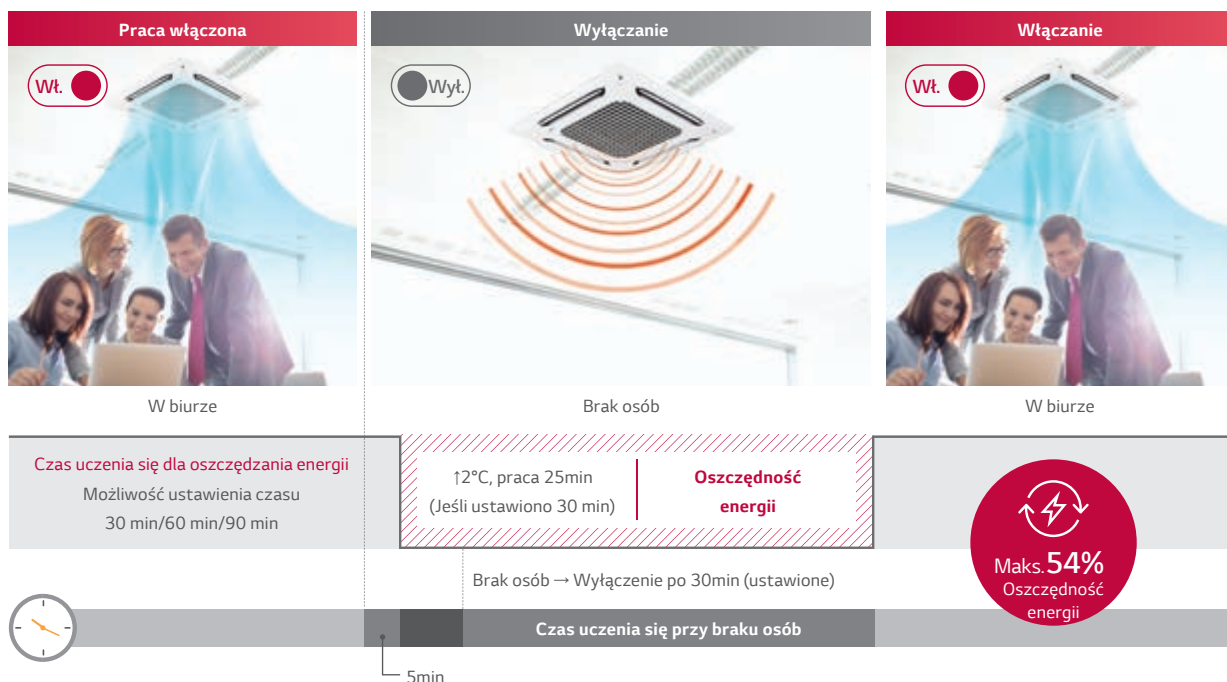 Praca włączona
Wyłączanie
Włączanie
Wł.
Wył.
Wł.
W biurze
Brak osób
W biurze
Czas uczenia się dla oszczędzania energii
Możliwość ustawienia czasu
30 min/60 min/90 min
↑2°C, praca 25min
(Jeśli ustawiono 30 min)
Oszczędność
energii
Maks.54%
Oszczędność
energii
Brak osób → Wyłączenie po 30min (ustawione)
Czas uczenia się przy braku osób
5min